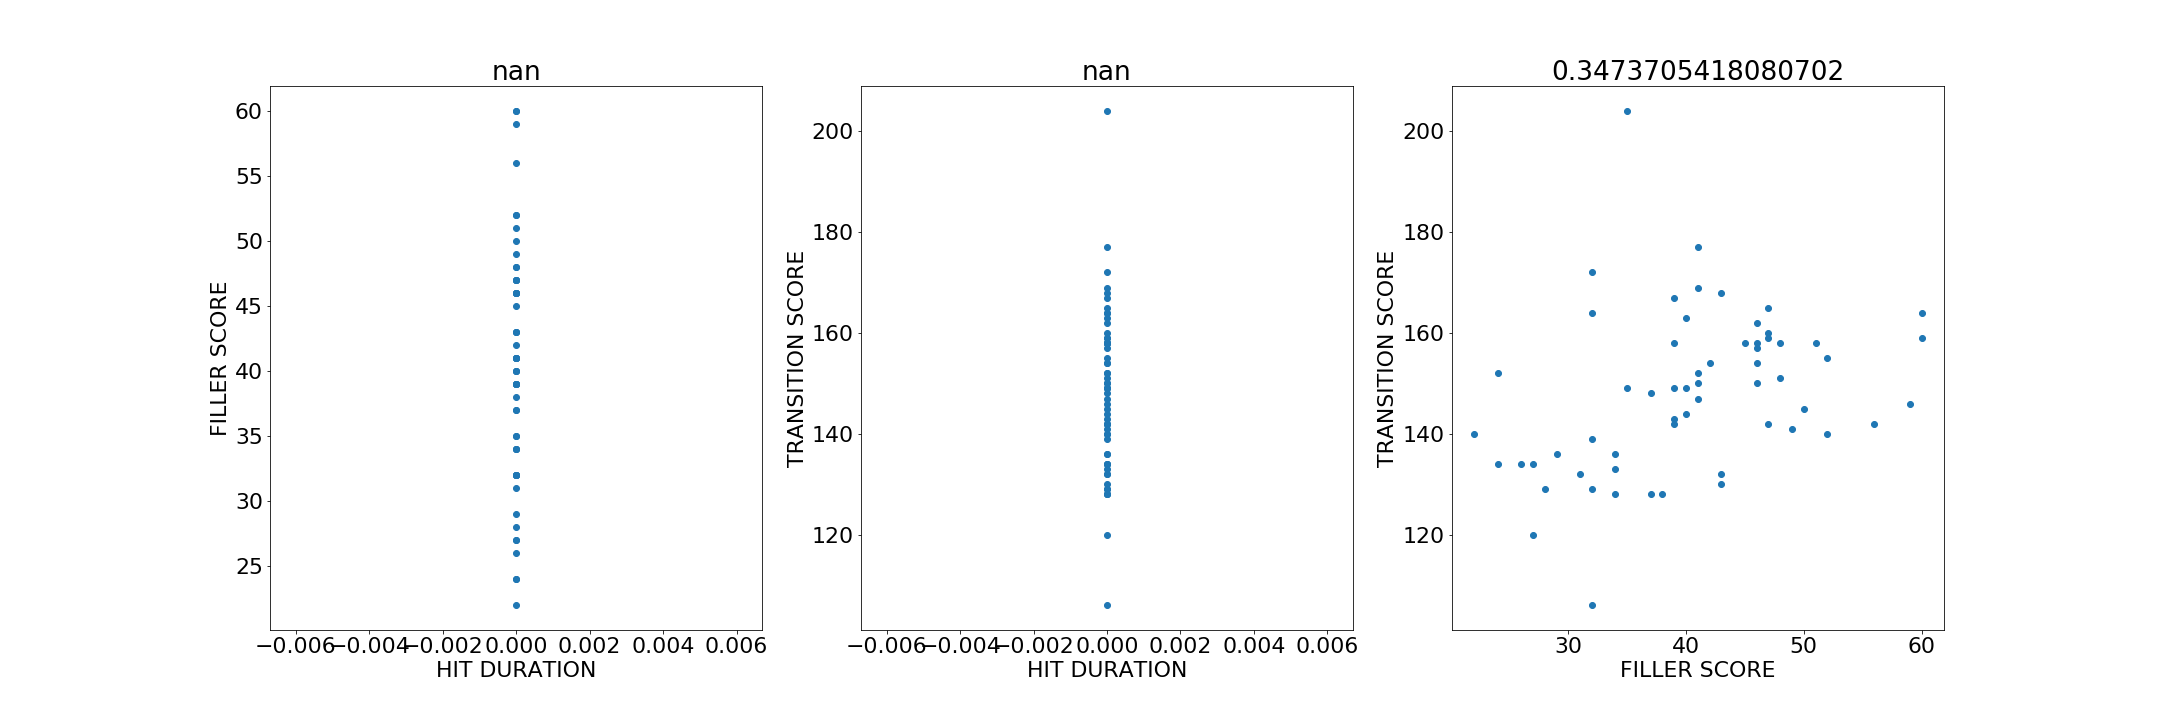 nan
60
55
50
45
40
35
30
25
FILLER SCORE
−0.006 −0.004 −0.002 0.000 0.002 0.004 0.006
HIT DURATION
nan
200
180
160
140
120
TRANSITION SCORE
−0.006 −0.004 −0.002 0.000 0.002 0.004 0.006
HIT DURATION
0.3473705418080702
200
180
160
140
120
TRANSITION SCORE
30 40 50 60
FILLER SCORE